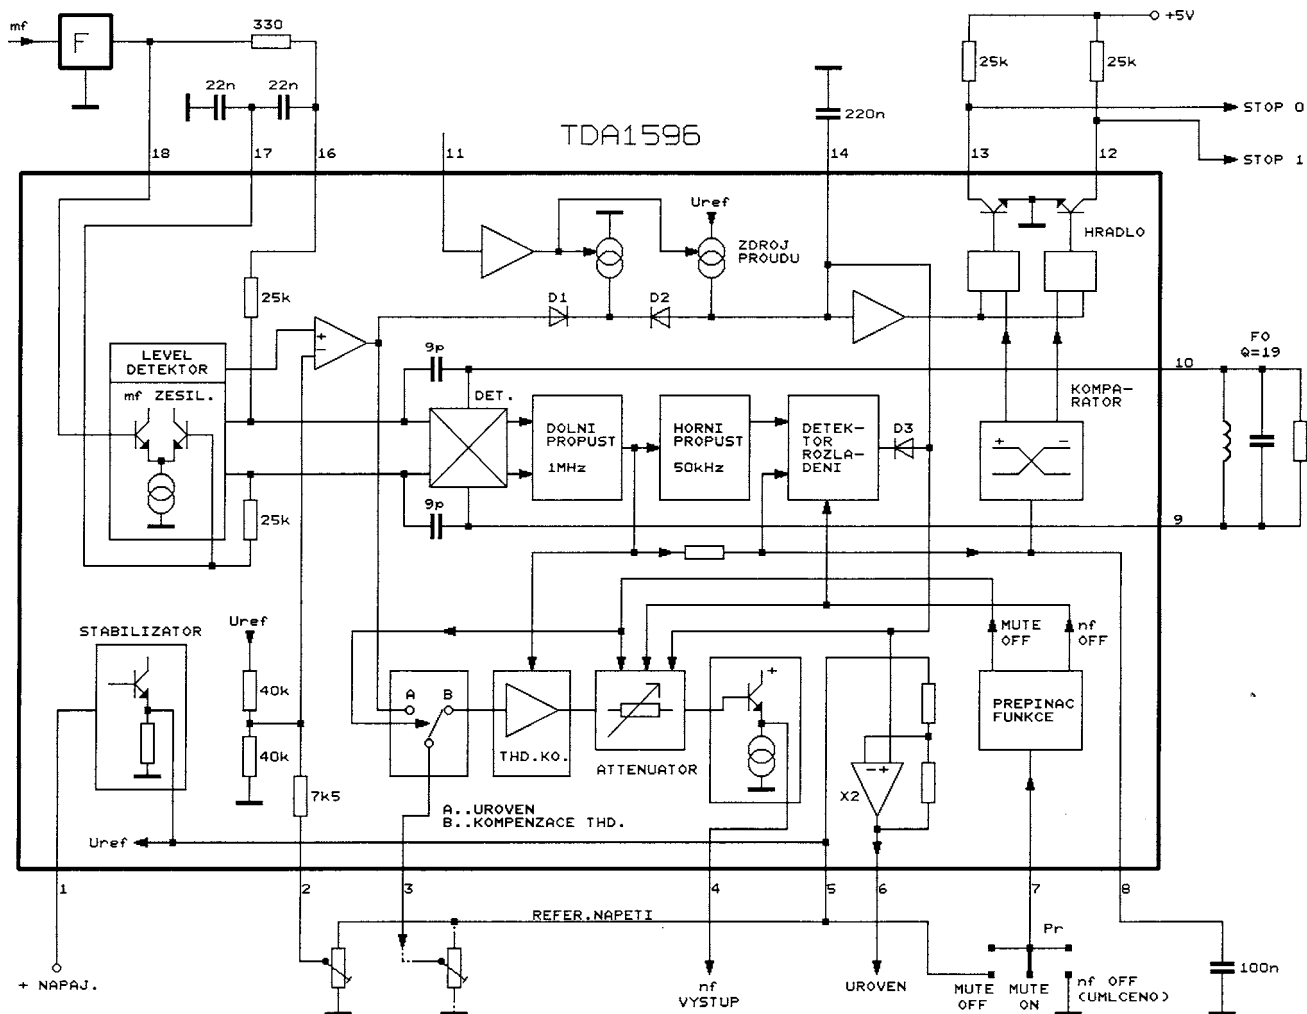 mf
F
330
22n
22n
220n
+5V
25k
25k
STOP 0
STOP 1
TDA1596
18
17
16
11
14
13
12
Uref
ZDROJ
PROUDU
HRADLO
25k
D1
D2
LEVEL
DETEKTOR
mf ZESIL.
+
−
9p
10
F0
Q=19
KOMPA-
RATOR
DET.
DOLNI
PROPUST
1MHz
HORNI
PROPUST
50kHz
DETEK-
TOR
ROZLA-
DENI
D3
+ −
25k
9p
9
STABILIZATOR
Uref
MUTE
OFF
nf
OFF
40k
A B
+
PREPINAC
FUNKCE
40k
THD.KO.
ATTENUATOR
− +
X2
7k5
A..UROVEN
B..KOMPENZACE THD.
Uref
1
2
3
4
5
6
7
8
REFER.NAPETI
Pr
+ NAPAJ.
nf
VYSTUP
UROVEN
MUTE
OFF
MUTE
ON
nf OFF
(UMLCENO)
100n